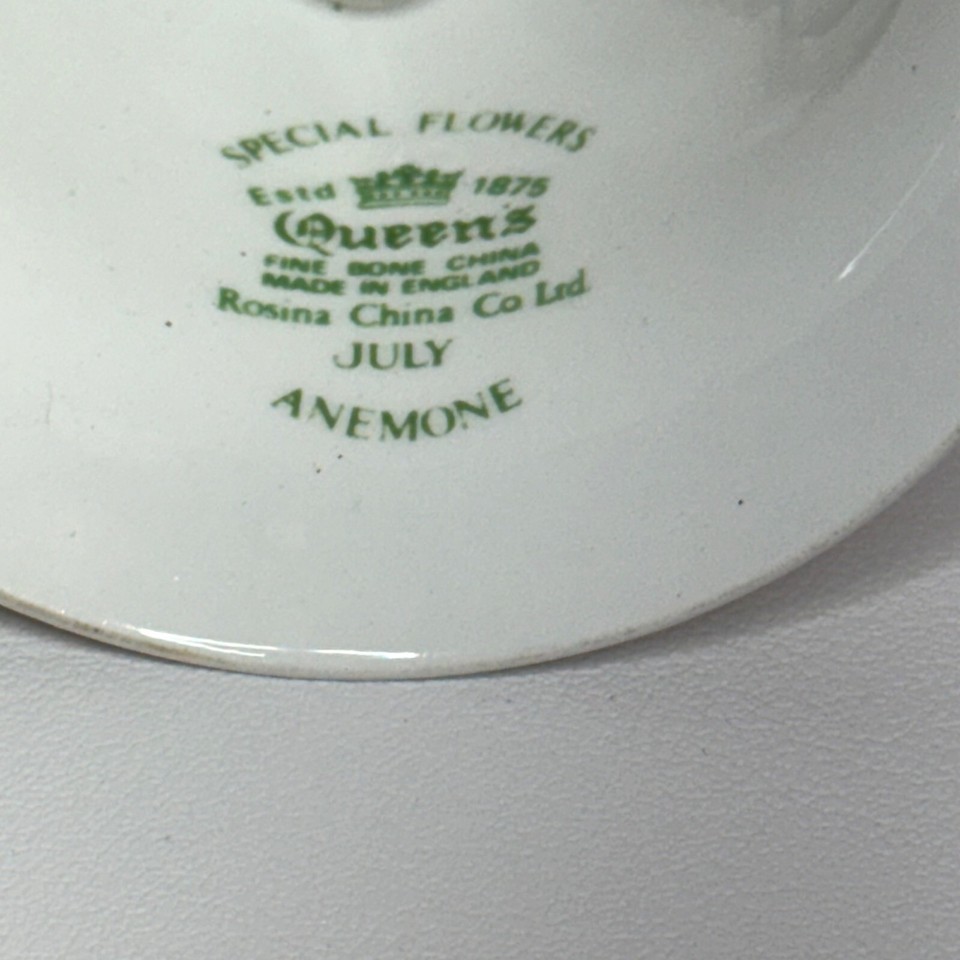 SPECIAL FLOWERS
Estd 1875
Queen's
FINE BONE CHINA
MADE IN ENGLAND
Rosina China Co Ltd.
JULY
ANEMONE